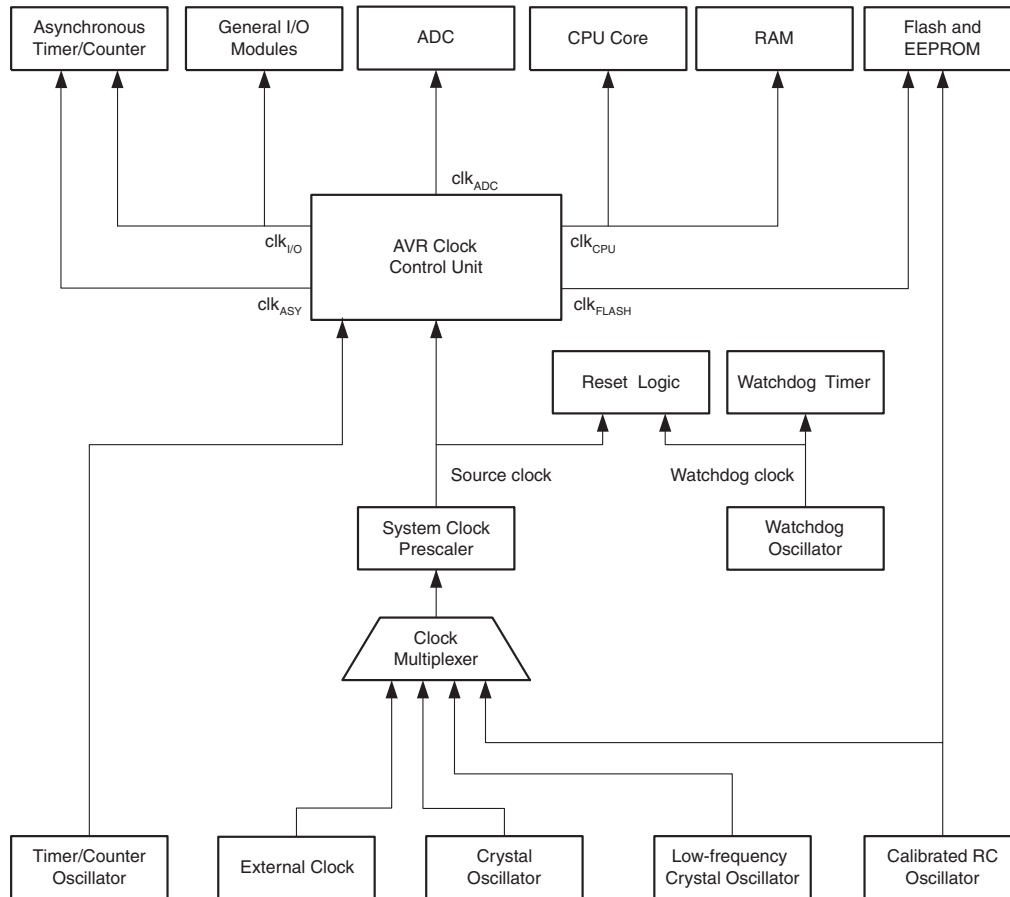 Asynchronous
Timer/Counter
General I/O
Modules
ADC
CPU Core
RAM
Flash and
EEPROM
clkADC
clkI/O
AVR Clock
Control Unit
clkCPU
clkASY
clkFLASH
Reset Logic
Watchdog Timer
Source clock
Watchdog clock
System Clock
Prescaler
Watchdog
Oscillator
Clock
Multiplexer
Timer/Counter
Oscillator
External Clock
Crystal
Oscillator
Low-frequency
Crystal Oscillator
Calibrated RC
Oscillator